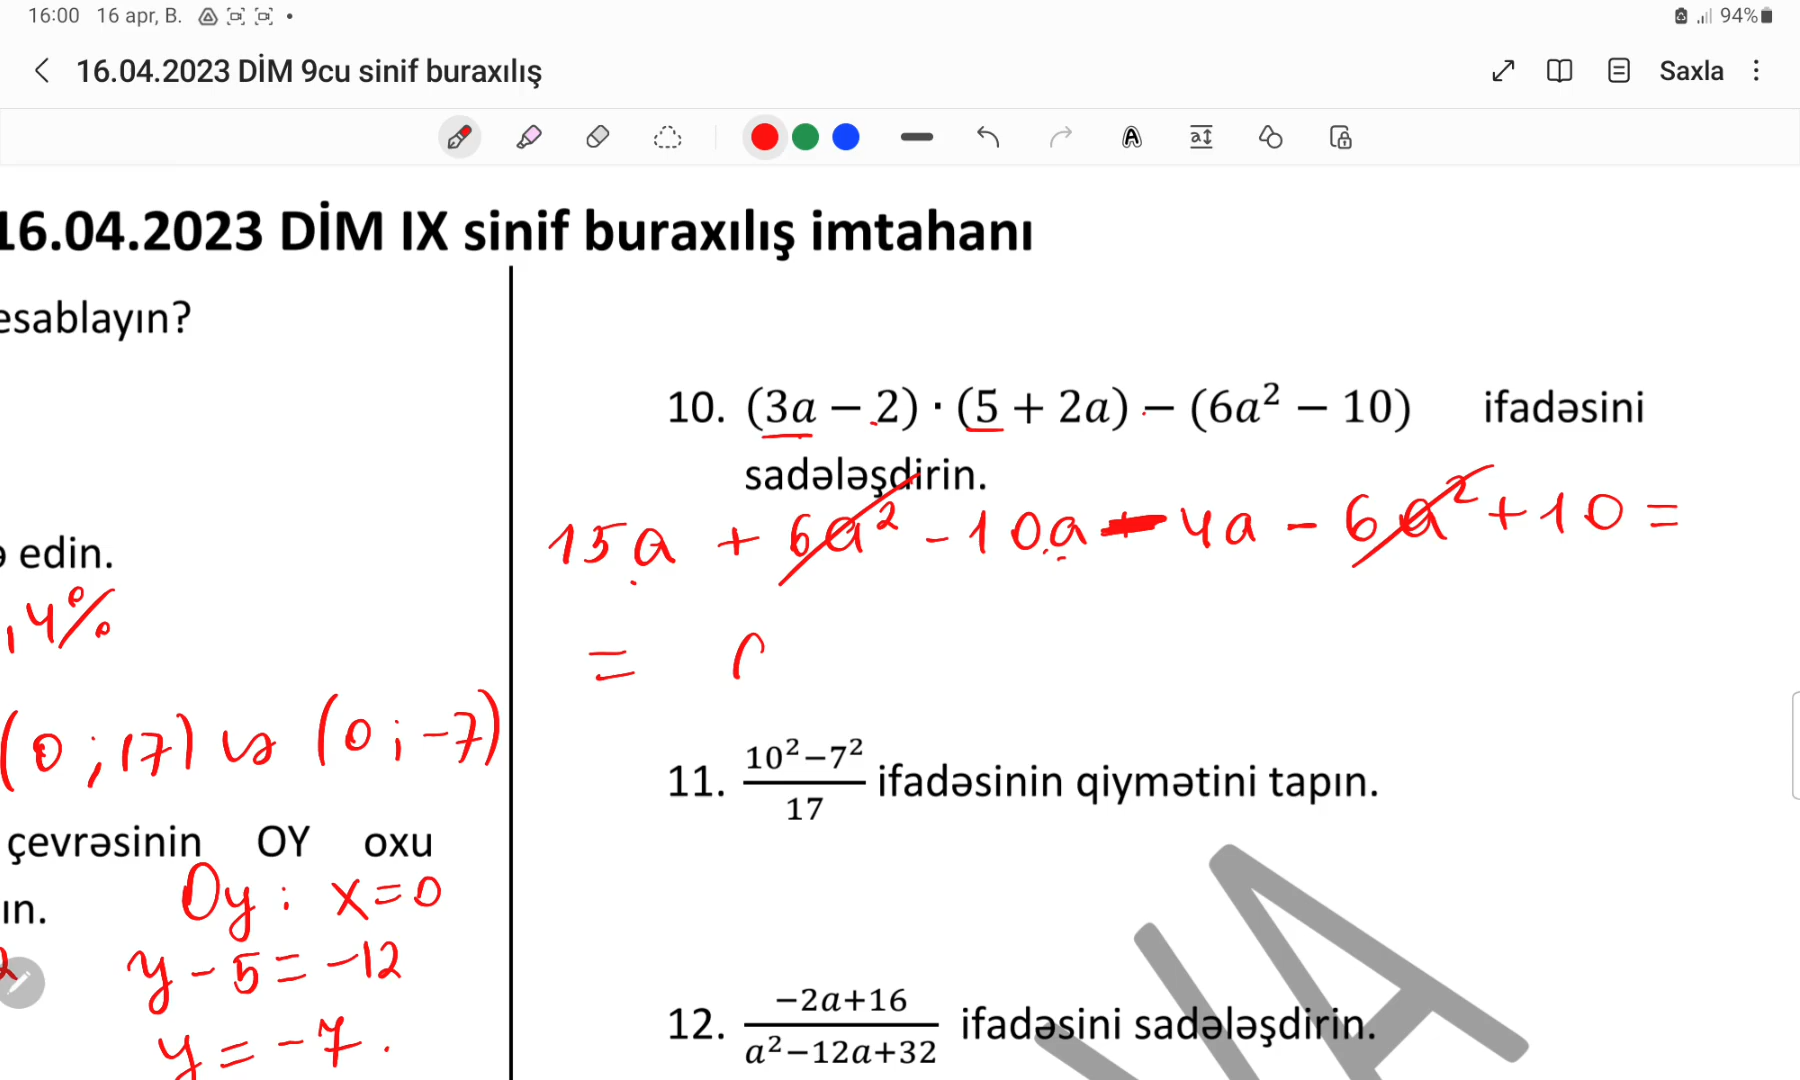 16:00 16 apr, B. 94%
16.04.2023 DİM 9cu sinif buraxılış Saxla
16.04.2023 DİM IX sinif buraxılış imtahanı
esablayın?
edin.
,4%
(0 ; 17) və (0 ; -7)
çevrəsinin OY oxu
ın.
Oy : x = 0
y - 5 = -12
y = -7 .
10. (3a − 2) · (5 + 2a) − (6a² − 10) ifadəsini
sadələşdirin.
15a + 6a² - 10a - 4a - 6a² + 10 =
=
11. 10²−7²/17 ifadəsinin qiymətini tapın.
12. −2a+16/a²−12a+32 ifadəsini sadələşdirin.